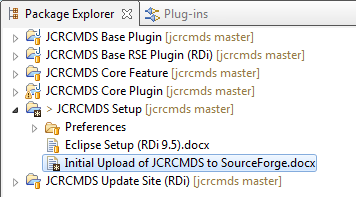 Package Explorer Plug-ins
JCRCMDS Base Plugin [jcrcmds master]
JCRCMDS Base RSE Plugin (RDi) [jcrcmds master]
JCRCMDS Core Feature [jcrcmds master]
JCRCMDS Core Plugin [jcrcmds master]
> JCRCMDS Setup [jcrcmds master]
Preferences
Eclipse Setup (RDi 9.5).docx
Initial Upload of JCRCMDS to SourceForge.docx
JCRCMDS Update Site (RDi) [jcrcmds master]